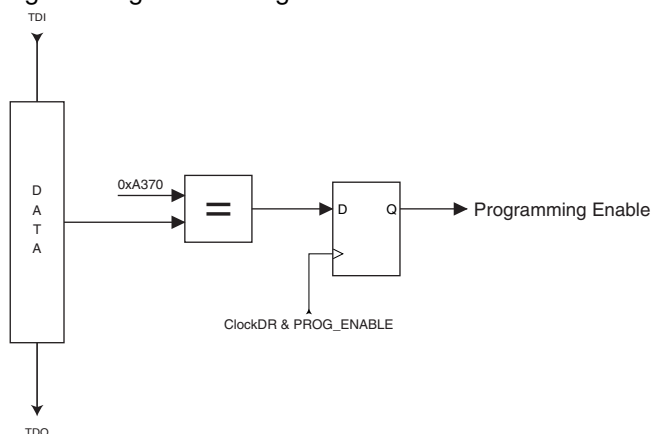 TDI
D
A
T
A
0xA370
=
D
Q
Programming Enable
ClockDR & PROG_ENABLE
TDO